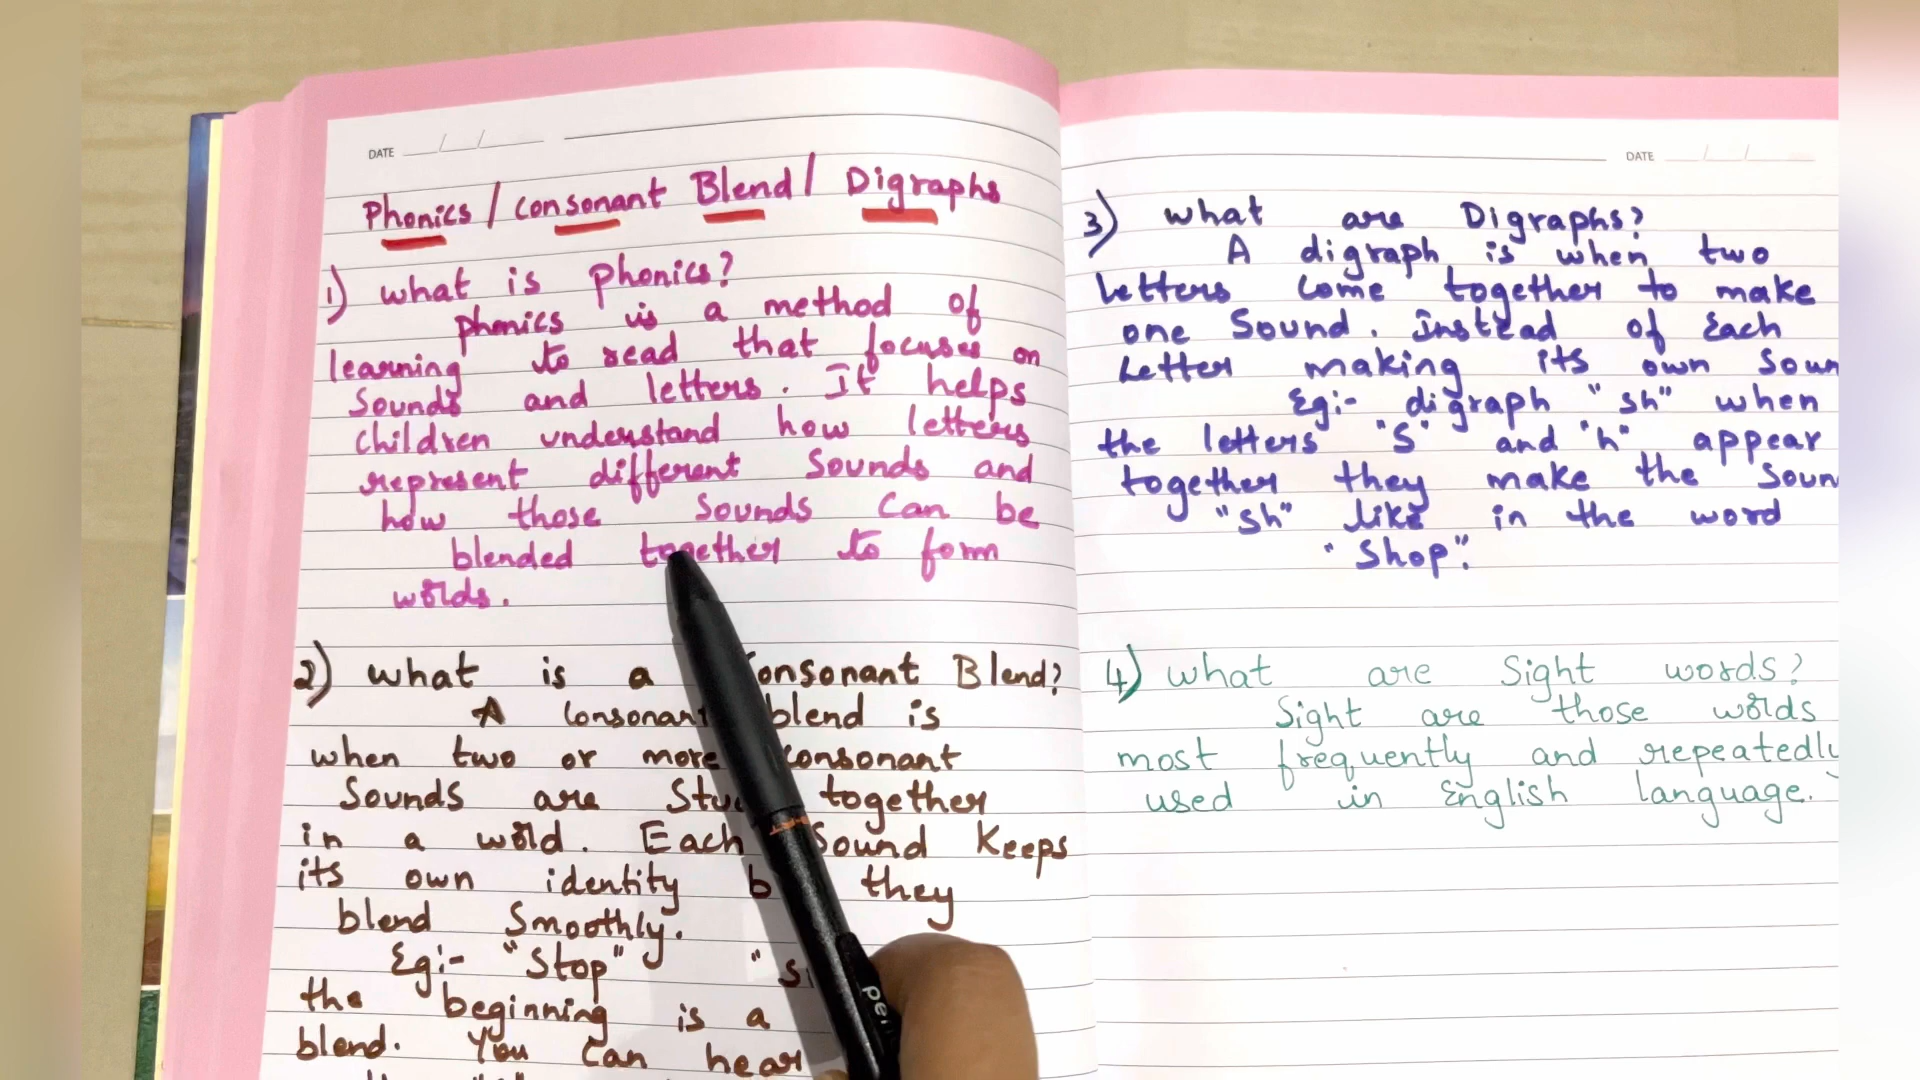 DATE
Phonics / Consonant Blend / Digraphs
1) what is phonics?
phonics is a method of
learning to read that focuses on
Sounds and letters. It helps
children understand how letters
represent different Sounds and
how those Sounds can be
blended together to form
words.
2) what is a Blend?
A blend is
when two or more consonant
Sounds are together
in a word. Each Sound Keeps
its own identity they
blend Smoothly.
Eg:- "Stop"
the beginning is a
blend. You can hear
DATE
3) what are Digraphs?
A digraph is when two
letters come together to make
one Sound. Instead of Each
Letter making its own
Eg:- digraph "sh" when
the letters "S" and "h" appear
together they make the
"sh" like in the word
"Shop".
4) what are Sight words?
Sight are those words
most frequently and
used in English language.